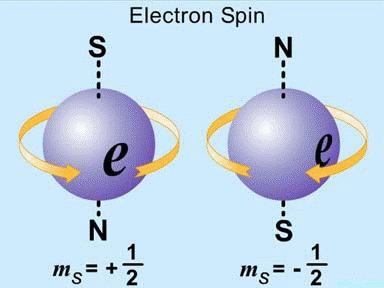 Electron Spin
S N
e e
N S
mS = + 1/2 mS = - 1/2